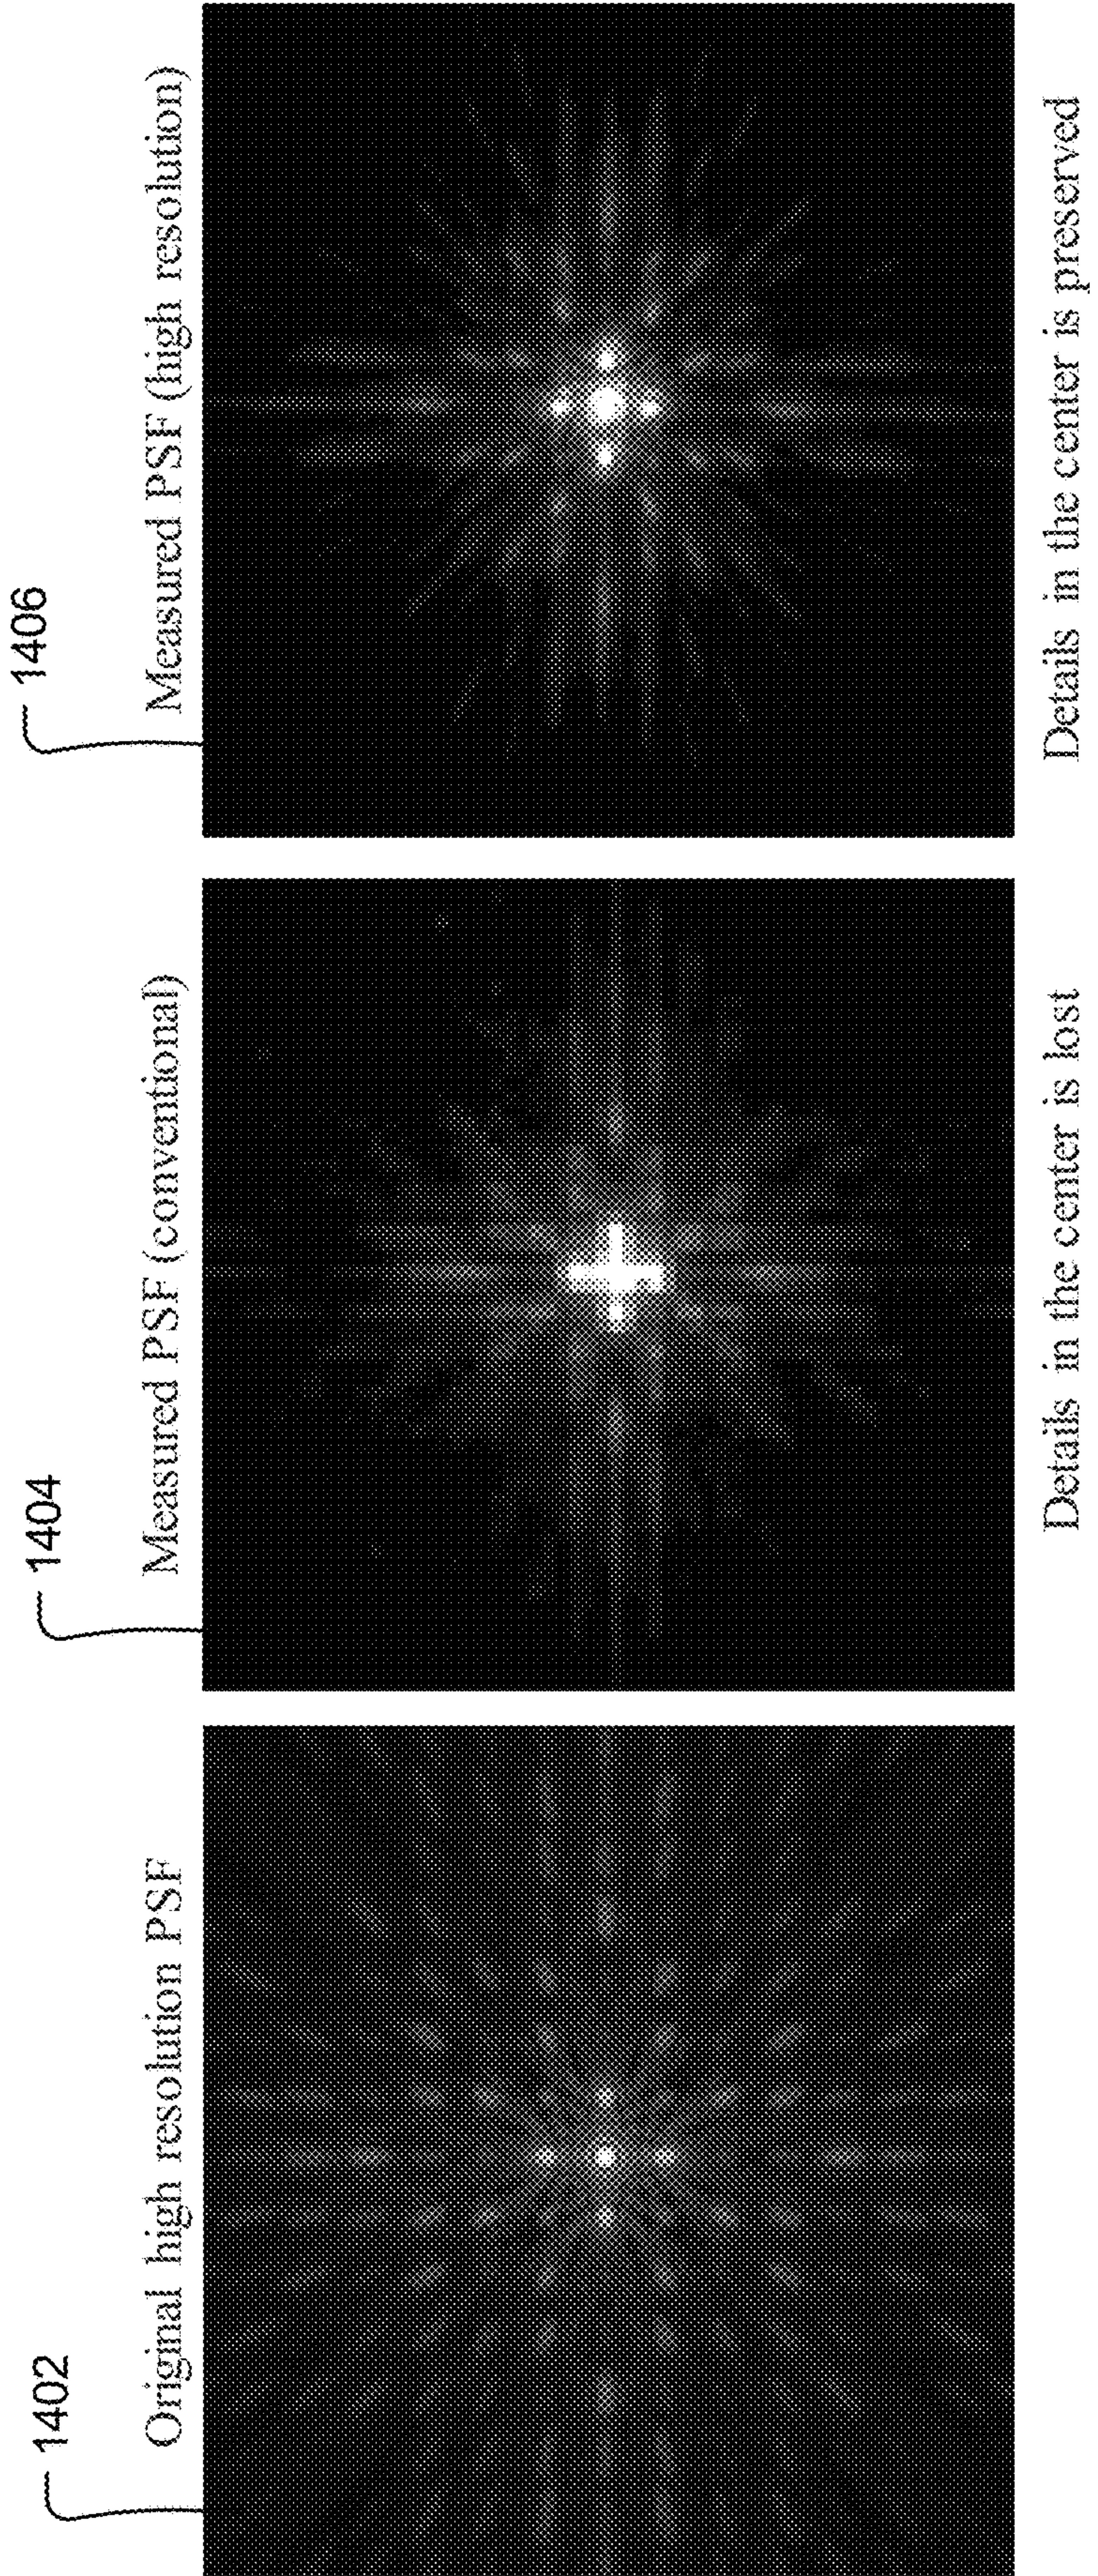 1402
Original high resolution PSF
1404
Measured PSF (conventional)
Details in the center is lost
1406
Measured PSF (high resolution)
Details in the center is preserved